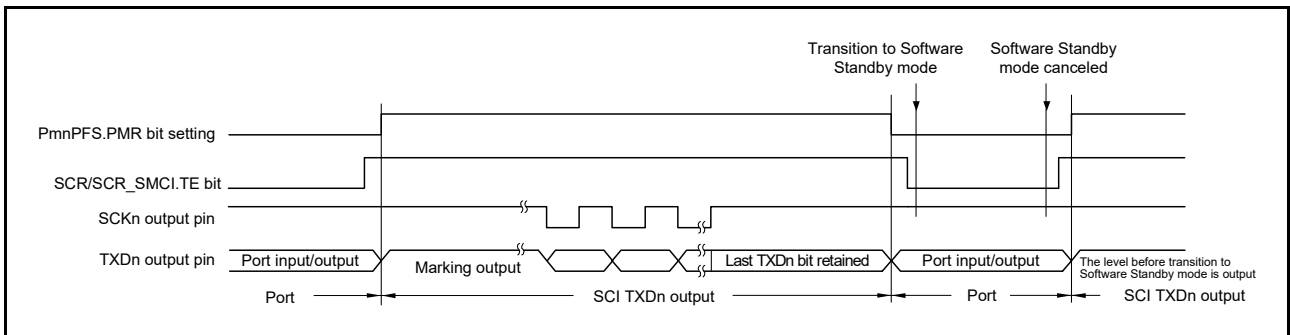 Transition to Software
Standby mode
Software Standby
mode canceled
PmnPFS.PMR bit setting
SCR/SCR_SMCI.TE bit
SCKn output pin
TXDn output pin
Port input/output
Marking output
Last TXDn bit retained
Port input/output
The level before transition to
Software Standby mode is output
Port
SCI TXDn output
Port
SCI TXDn output